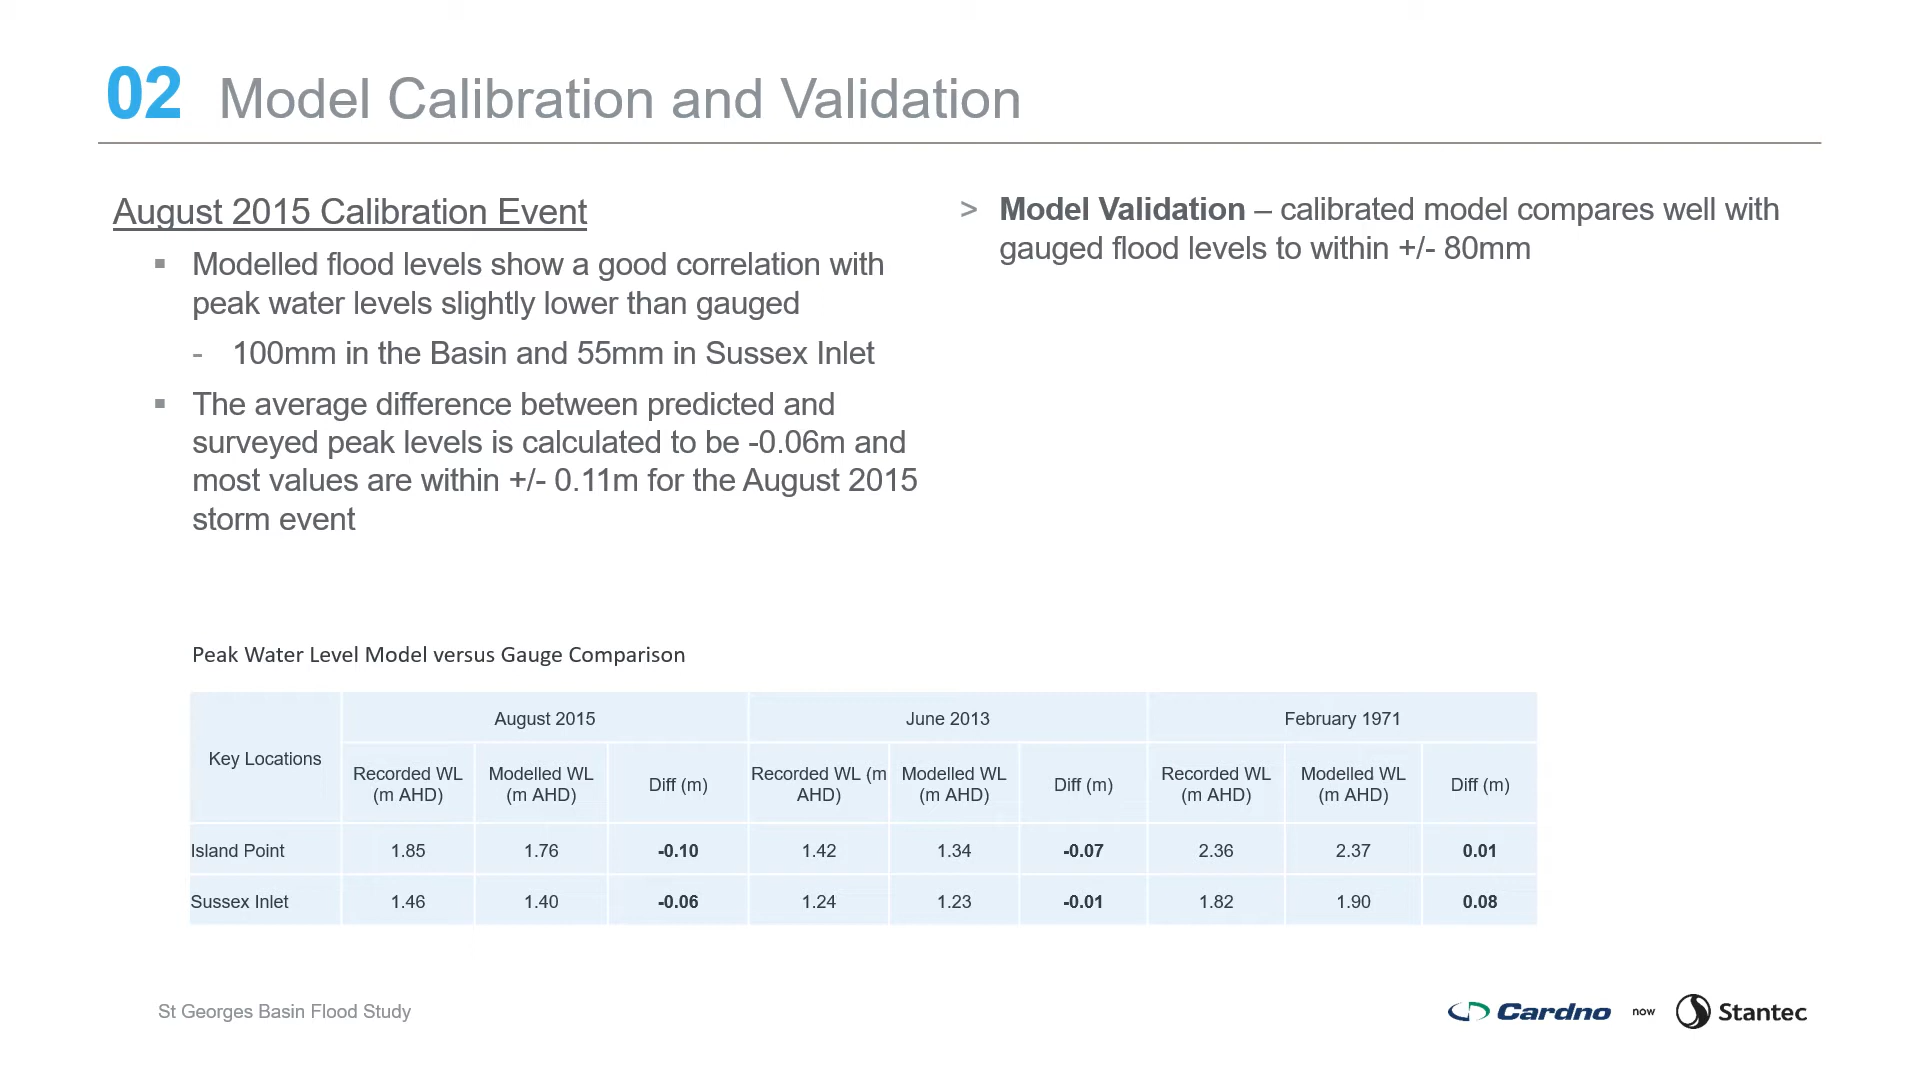 02 Model Calibration and Validation
August 2015 Calibration Event
▪ Modelled flood levels show a good correlation with
peak water levels slightly lower than gauged
- 100mm in the Basin and 55mm in Sussex Inlet
▪ The average difference between predicted and
surveyed peak levels is calculated to be -0.06m and
most values are within +/- 0.11m for the August 2015
storm event
> Model Validation – calibrated model compares well with
gauged flood levels to within +/- 80mm
Peak Water Level Model versus Gauge Comparison
Key Locations
August 2015 June 2013 February 1971
Recorded WL (m AHD) Modelled WL (m AHD) Diff (m) Recorded WL (m AHD) Modelled WL (m AHD) Diff (m) Recorded WL (m AHD) Modelled WL (m AHD) Diff (m)
Island Point 1.85 1.76 -0.10 1.42 1.34 -0.07 2.36 2.37 0.01
Sussex Inlet 1.46 1.40 -0.06 1.24 1.23 -0.01 1.82 1.90 0.08
St Georges Basin Flood Study
Cardno now Stantec